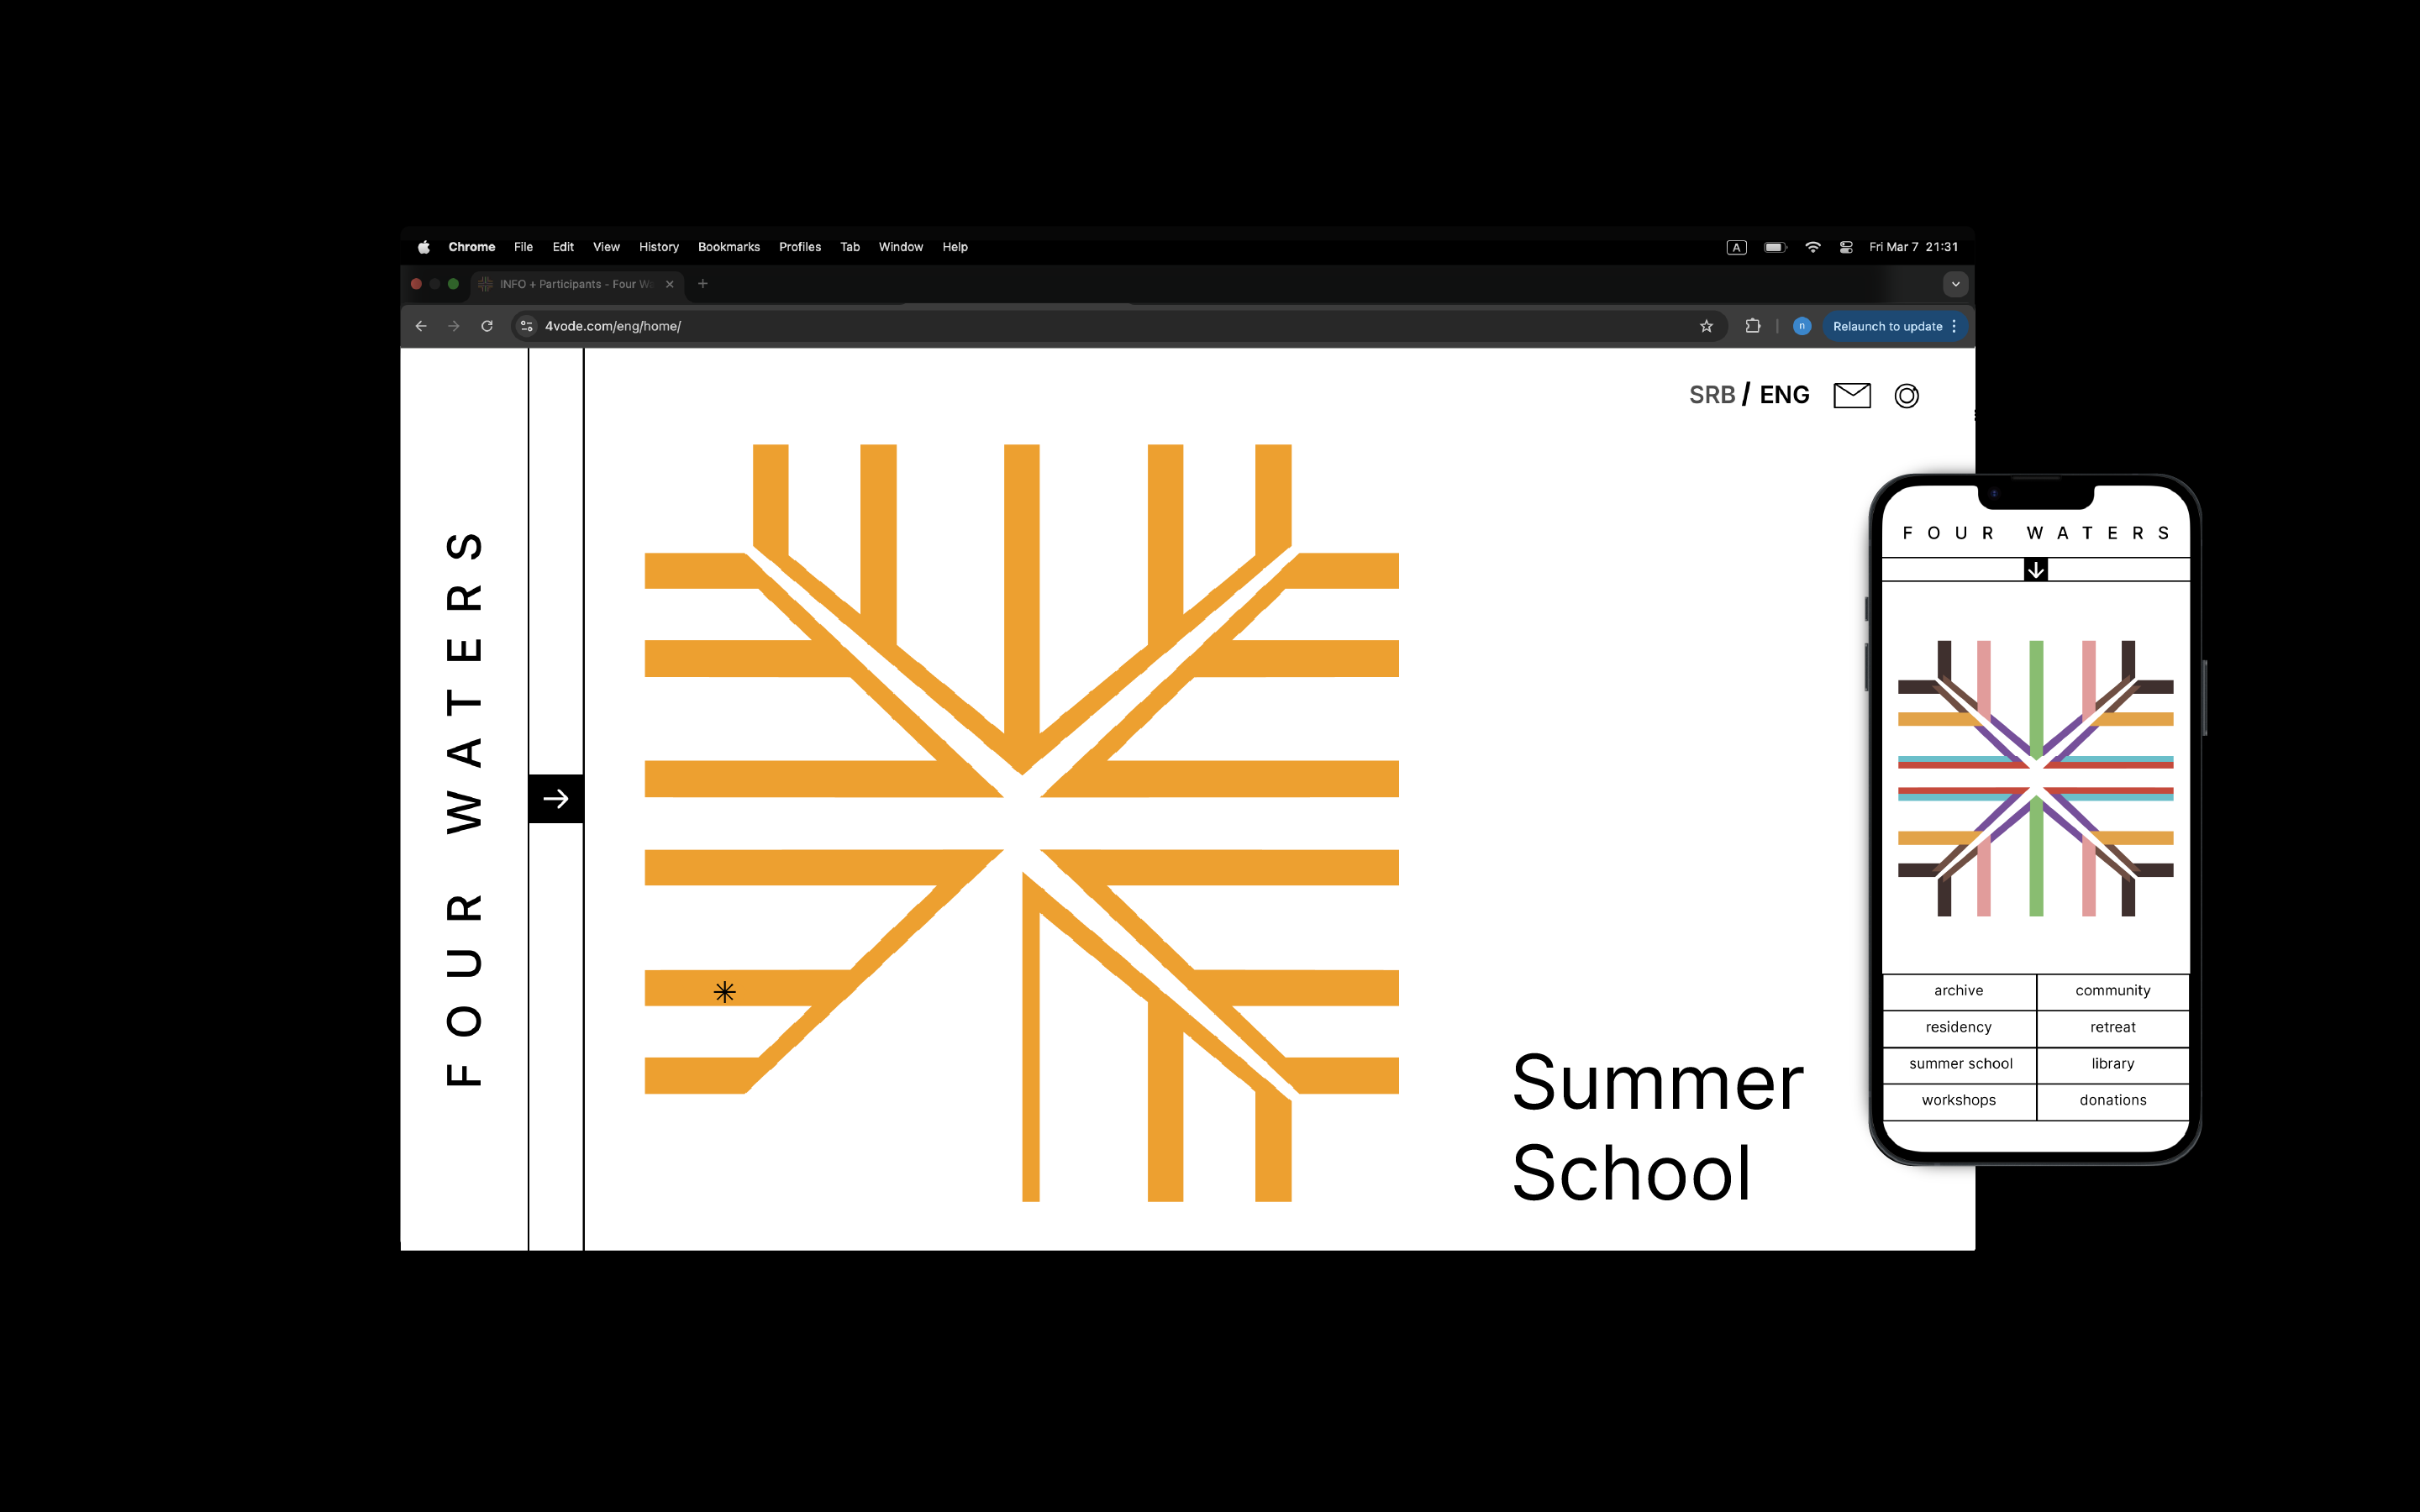 Chrome File Edit View History Bookmarks Profiles Tab Window Help
A
Fri Mar 7 21:31
INFO + Participants - Four
4vode.com/eng/home/
n
Relaunch to update
SRB / ENG
FOUR WATERS
Summer
School
FOUR WATERS
archive
community
residency
retreat
summer school
library
workshops
donations